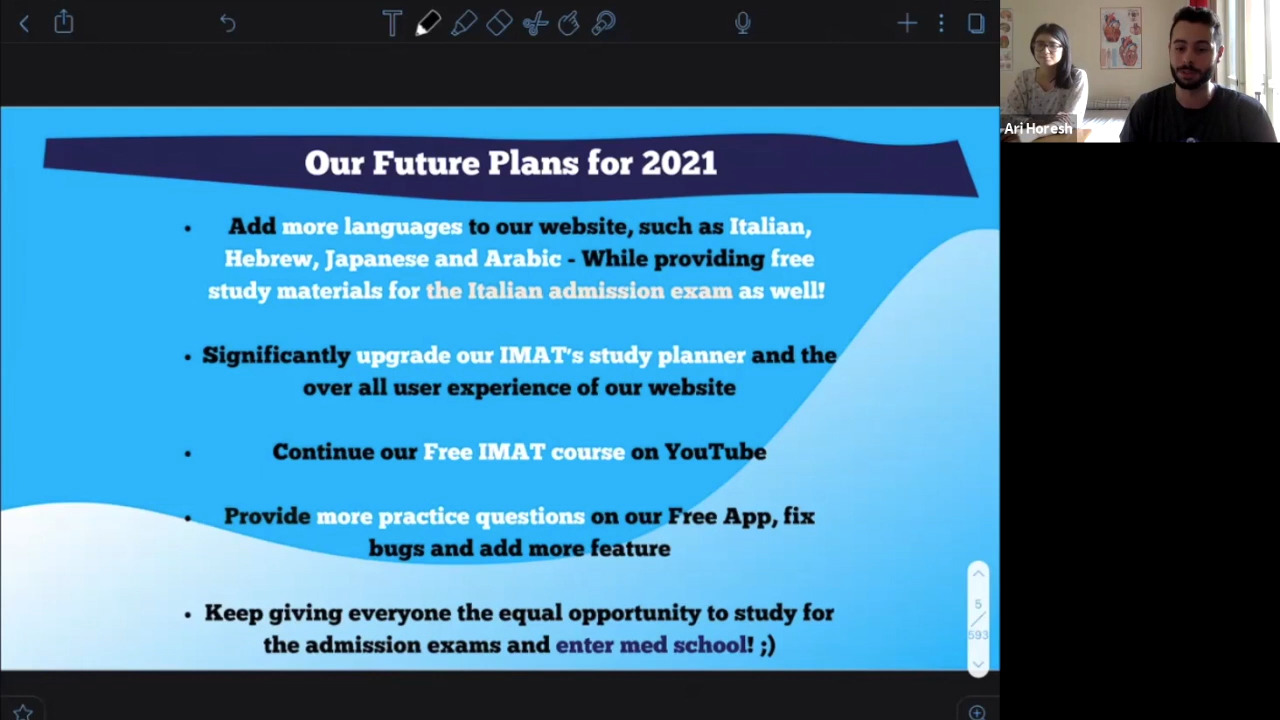 Our Future Plans for 2021
• Add more languages to our website, such as Italian,
Hebrew, Japanese and Arabic - While providing free
study materials for the Italian admission exam as well!
• Significantly upgrade our IMAT's study planner and the
over all user experience of our website
• Continue our Free IMAT course on YouTube
• Provide more practice questions on our Free App, fix
bugs and add more feature
• Keep giving everyone the equal opportunity to study for
the admission exams and enter med school! ;)
5
593
Ari Horesh